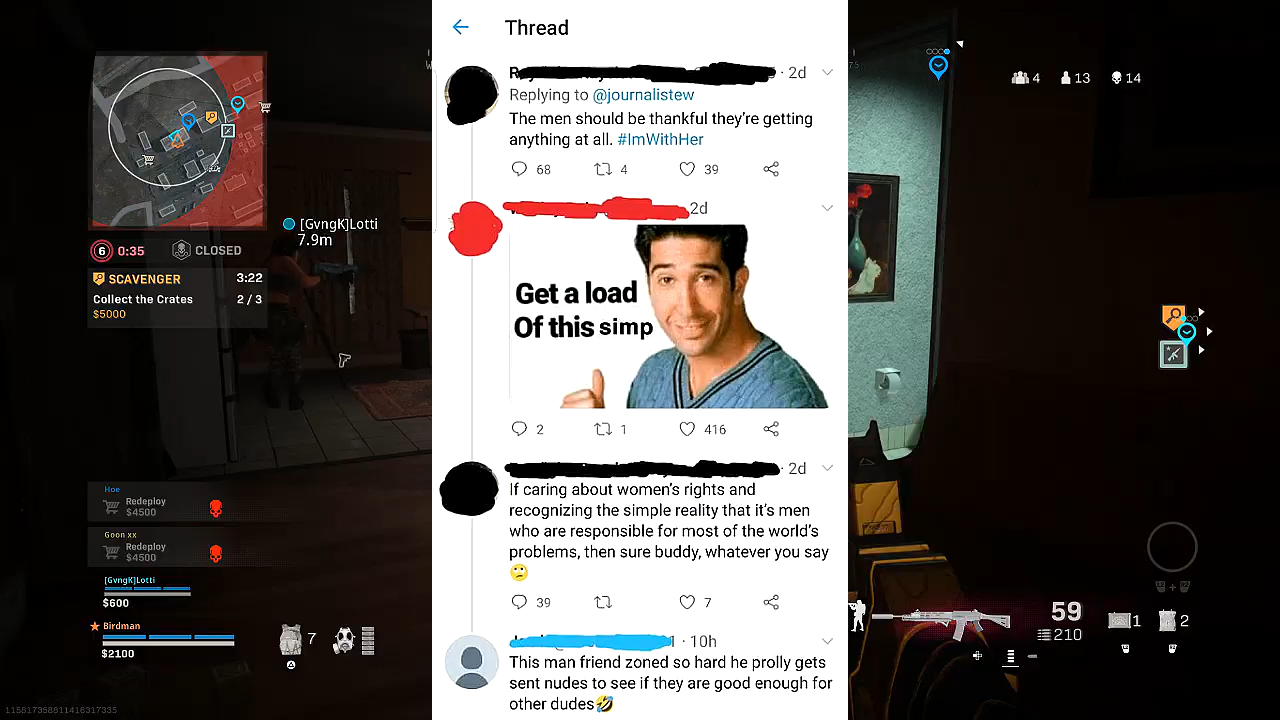 Thread
2d
Replying to @journalistew
The men should be thankful they're getting
anything at all. #ImWithHer
68 4 39
2d
Get a load
Of this simp
2 1 416
2d
If caring about women's rights and
recognizing the simple reality that it's men
who are responsible for most of the world's
problems, then sure buddy, whatever you say
🙄
39 7
· 10h
This man friend zoned so hard he prolly gets
sent nudes to see if they are good enough for
other dudes🤣
6 0:35 CLOSED
SCAVENGER 3:22
Collect the Crates 2 / 3
$5000
[GvngK]Lotti
7.9m
Hoe
Redeploy
$4500
Goon xx
Redeploy
$4500
[GvngK]Lotti
$600
Birdman
$2100
7
4 13 14
59
210
1 2